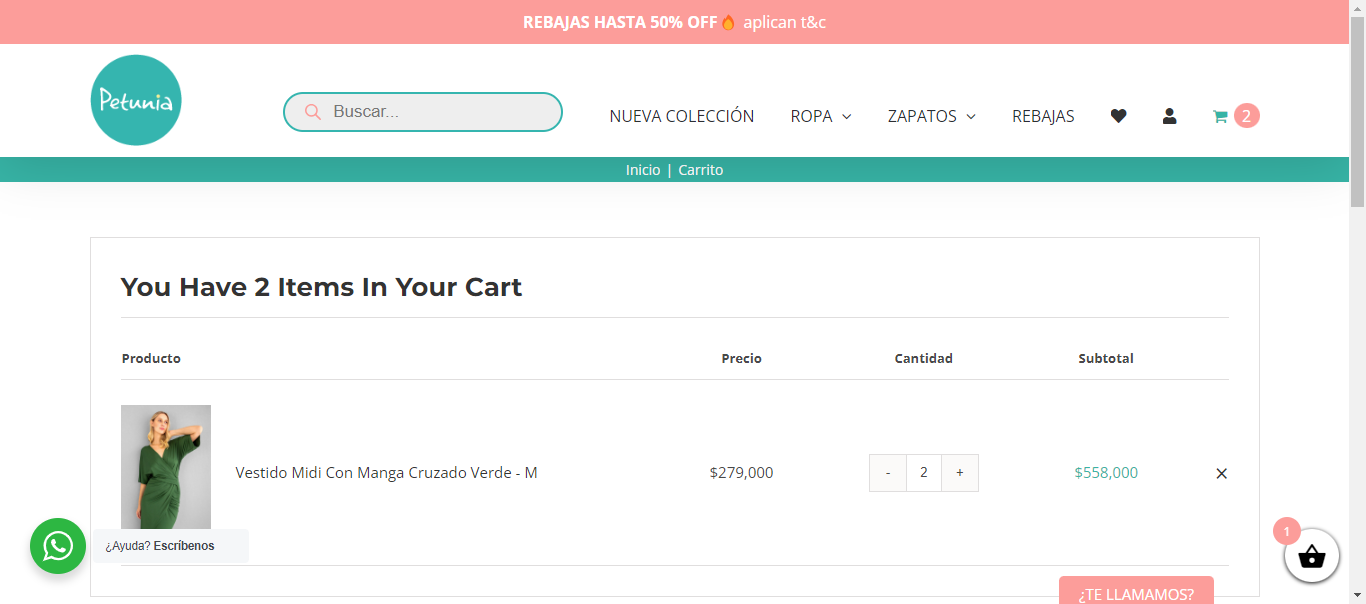 REBAJAS HASTA 50% OFF🔥 aplican t&c
Petunia
Buscar...
NUEVA COLECCIÓN
ROPA
ZAPATOS
REBAJAS
2
Inicio | Carrito
You Have 2 Items In Your Cart
Producto Precio Cantidad Subtotal
Vestido Midi Con Manga Cruzado Verde - M $279,000 - 2 + $558,000 ×
¿Ayuda? Escríbenos
1
¿TE LLAMAMOS?